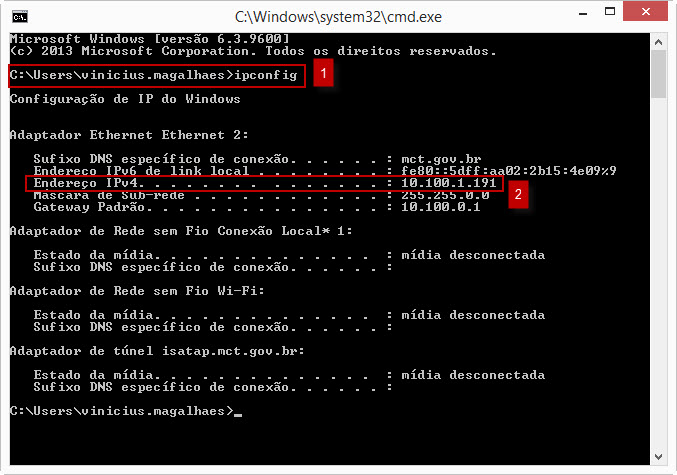 C:\Windows\system32\cmd.exe
Microsoft Windows [versão 6.3.9600]
(c) 2013 Microsoft Corporation. Todos os direitos reservados.
C:\Users\vinicius.magalhaes>ipconfig
1
Configuração de IP do Windows
Adaptador Ethernet Ethernet 2:
Sufixo DNS específico de conexão. . . . . . : mct.gov.br
Endereço IPv6 de link local . . . . . . . . : fe80::5dff:aa02:2b15:4e09%9
Endereço IPv4. . . . . . . . . . . . . . . : 10.100.1.191
2
Máscara de Sub-rede . . . . . . . . . . . . : 255.255.0.0
Gateway Padrão. . . . . . . . . . . . . . . : 10.100.0.1
Adaptador de Rede sem Fio Conexão Local* 1:
Estado da mídia. . . . . . . . . . . . . . : mídia desconectada
Sufixo DNS específico de conexão. . . . . . :
Adaptador de Rede sem Fio Wi-Fi:
Estado da mídia. . . . . . . . . . . . . . : mídia desconectada
Sufixo DNS específico de conexão. . . . . . :
Adaptador de túnel isatap.mct.gov.br:
Estado da mídia. . . . . . . . . . . . . . : mídia desconectada
Sufixo DNS específico de conexão. . . . . . :
C:\Users\vinicius.magalhaes>_